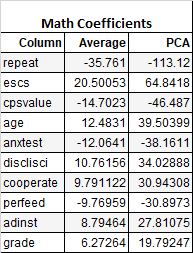 Math Coefficients
Column Average PCA
repeat -35.761 -113.12
escs 20.50053 64.8418
cpsvalue -14.7023 -46.487
age 12.4831 39.50399
anxtest -12.0641 -38.1611
disclisci 10.76156 34.02888
cooperate 9.791122 30.94308
perfeed -9.76959 -30.8973
adinst 8.79464 27.81075
grade 6.27264 19.79247